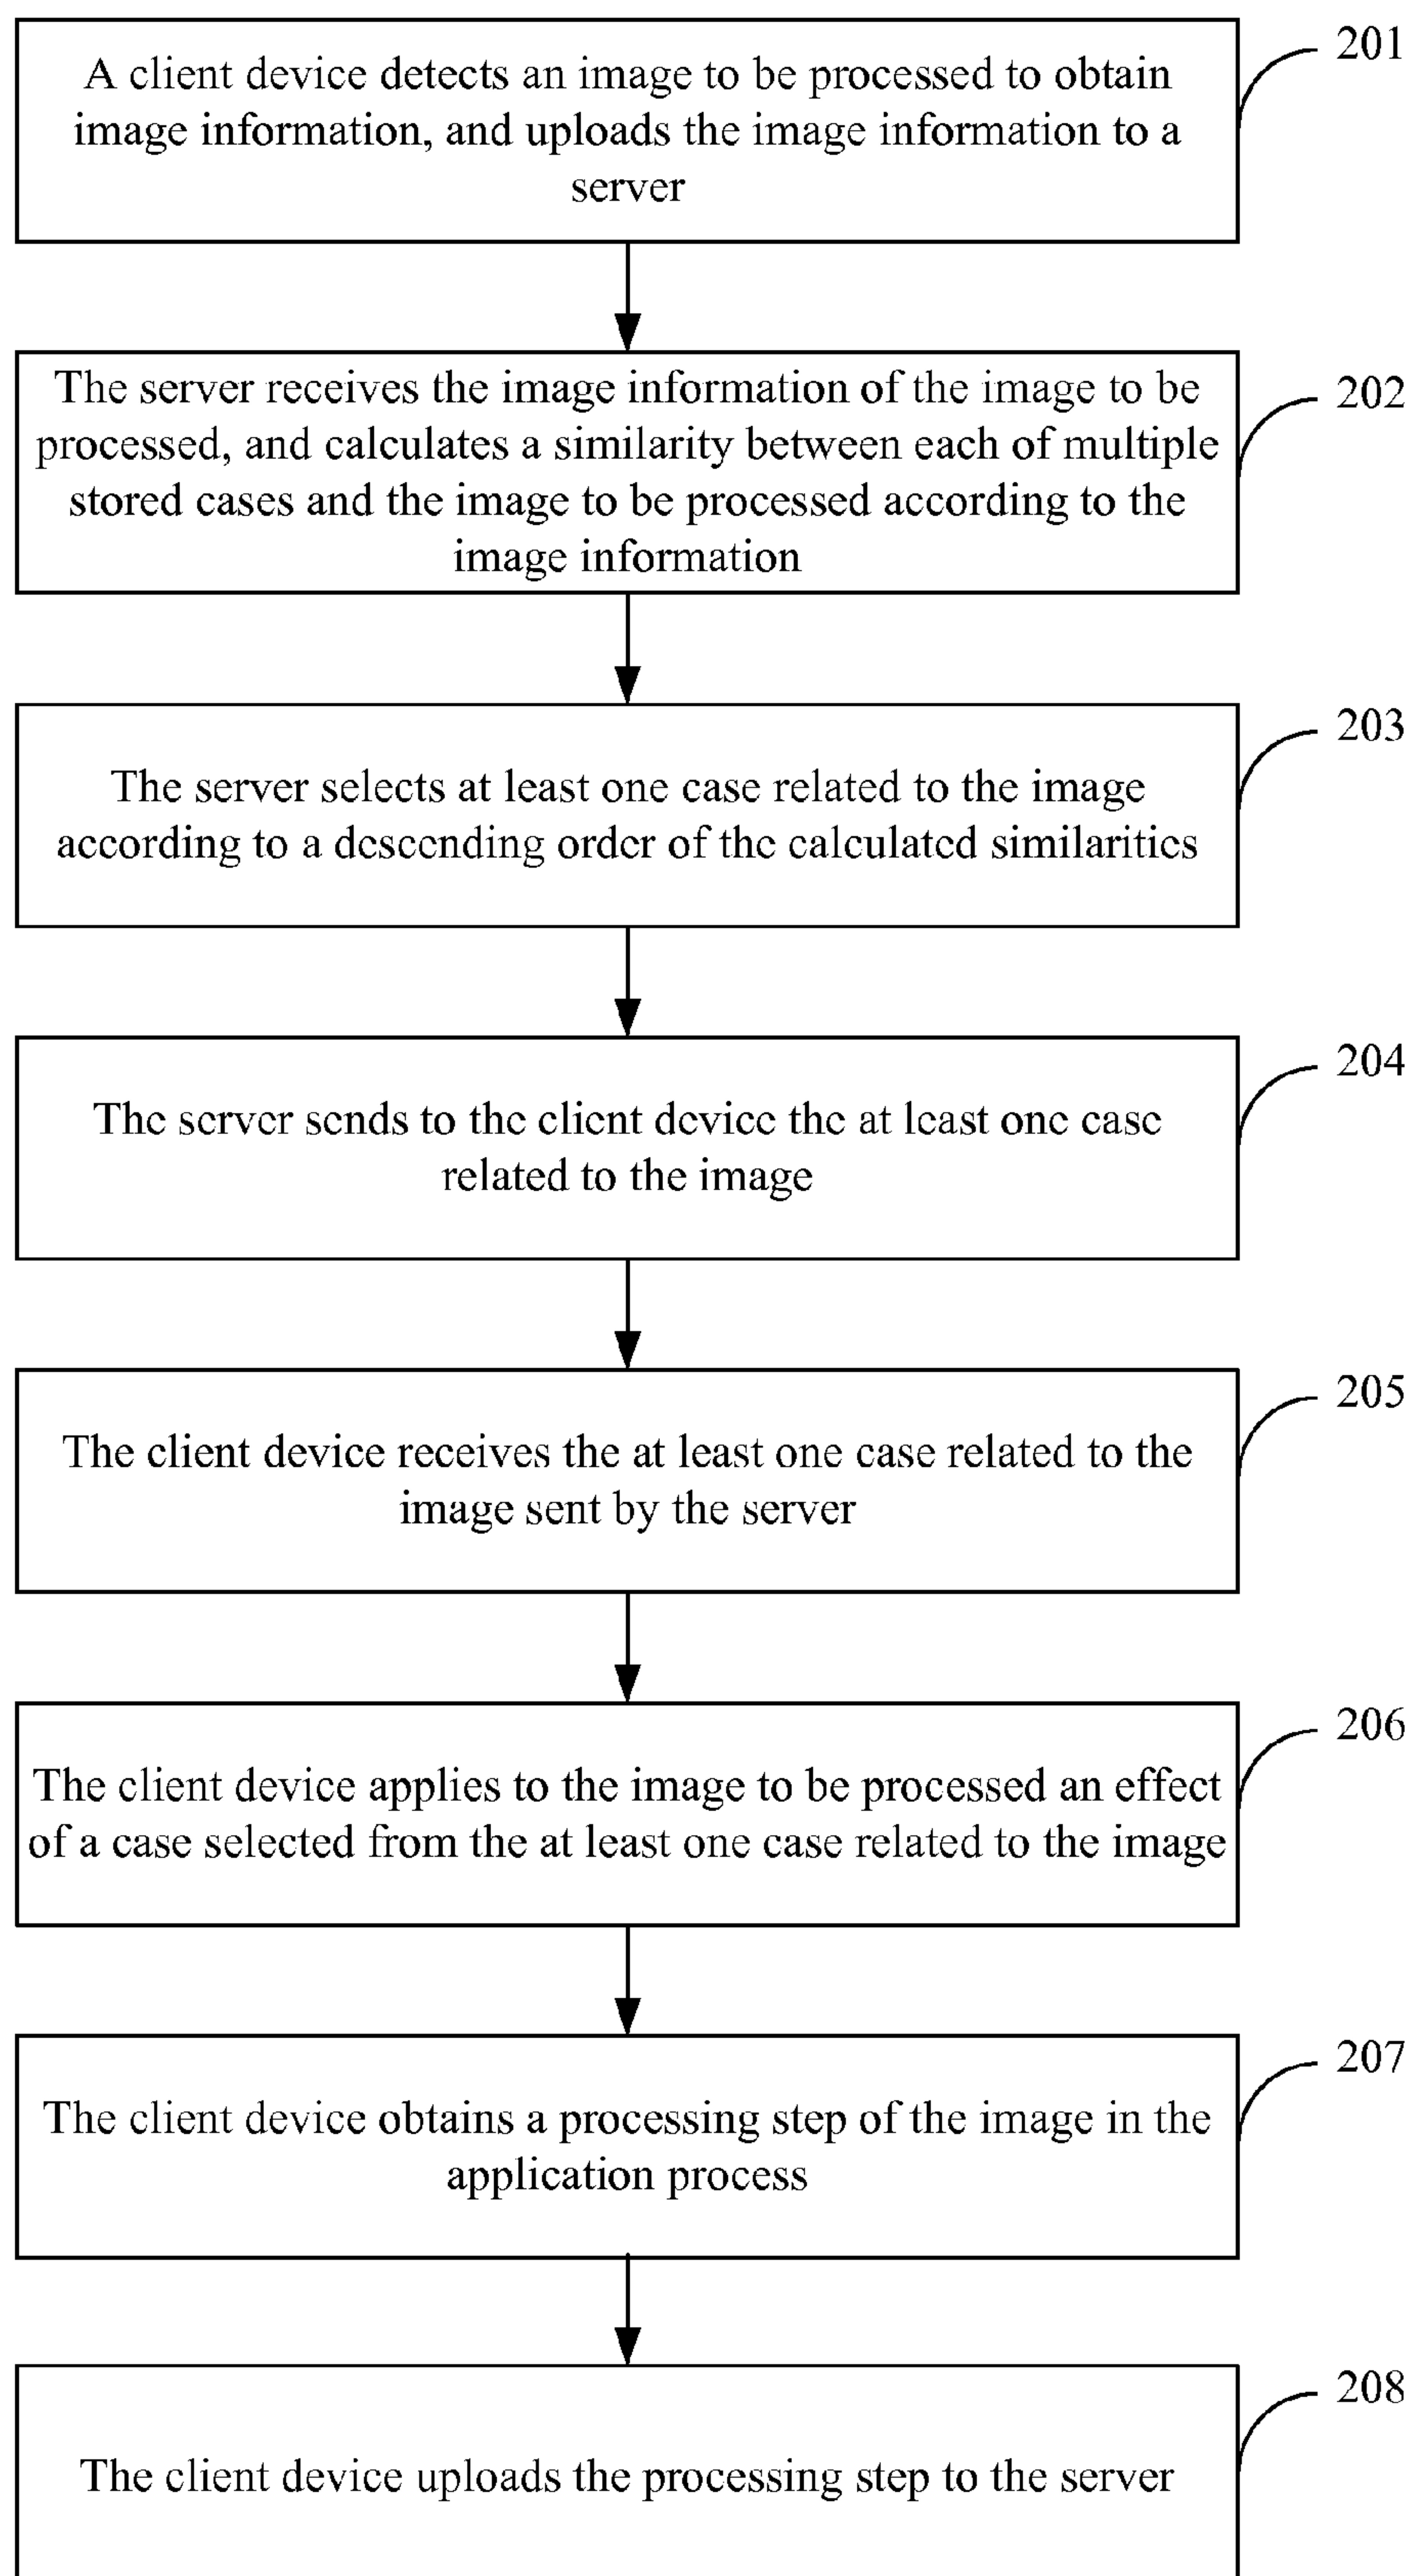 201
A client device detects an image to be processed to obtain
image information, and uploads the image information to a
server
202
The server receives the image information of the image to be
processed, and calculates a similarity between each of multiple
stored cases and the image to be processed according to the
image information
203
The server selects at least one case related to the image
according to a descending order of the calculated similarities
204
The server sends to the client device the at least one case
related to the image
205
The client device receives the at least one case related to the
image sent by the server
206
The client device applies to the image to be processed an effect
of a case selected from the at least one case related to the image
207
The client device obtains a processing step of the image in the
application process
208
The client device uploads the processing step to the server